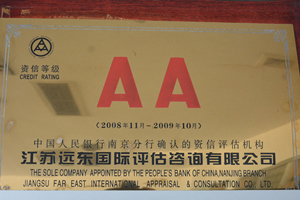 资信等级
CREDIT RATING
AA
(2008年11月-2009年10月)
中国人民银行南京分行确认的资信评估机构
江苏远东国际评估咨询有限公司
THE SOLE COMPANY APPOINTED BY THE PEOPLE'S BANK OF CHINA,NANJING BRANCH
JIANGSU FAR EAST INTERNATIONAL APPRAISAL & CONSULTATION CO.,LTD.